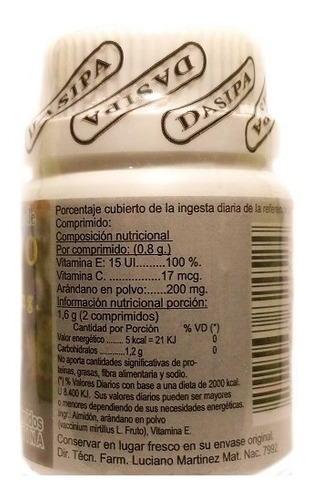 DASIPA
DASIPA
DASIPA
DASIPA
Porcentaje cubierto de la ingesta diaria de la
Comprimido:
Composición nutricional
Por comprimido: (0.8 g.)
Vitamina E: 15 UI......100 %.
Vitamina C. ............ 17 mcg.
Arándano en polvo:......200 mg.
Información nutricional porción:
1,6 g (2 comprimidos)
Cantidad por Porción % VD (*)
Valor energético ........ 5 kcal = 21 KJ 0
Carbohidratos ............1,2 g 0
No aporta cantidades significativas de pro-
teinas, grasas, fibra alimentaria y sodio.
(*) % Valores Diarios con base a una dieta de 2000 kcal.
U 8.400 KJ. Sus valores diarios pueden ser mayores
o menores dependiendo de sus necesidades energéticas.
Ingr: Almidón, arándano en polvo
(vaccinium mirtillus L. Fruto), Vitamina E.
Conservar en lugar fresco en su envase original.
Dir. Técn. Farm. Luciano Martinez Mat. Nac. 7992